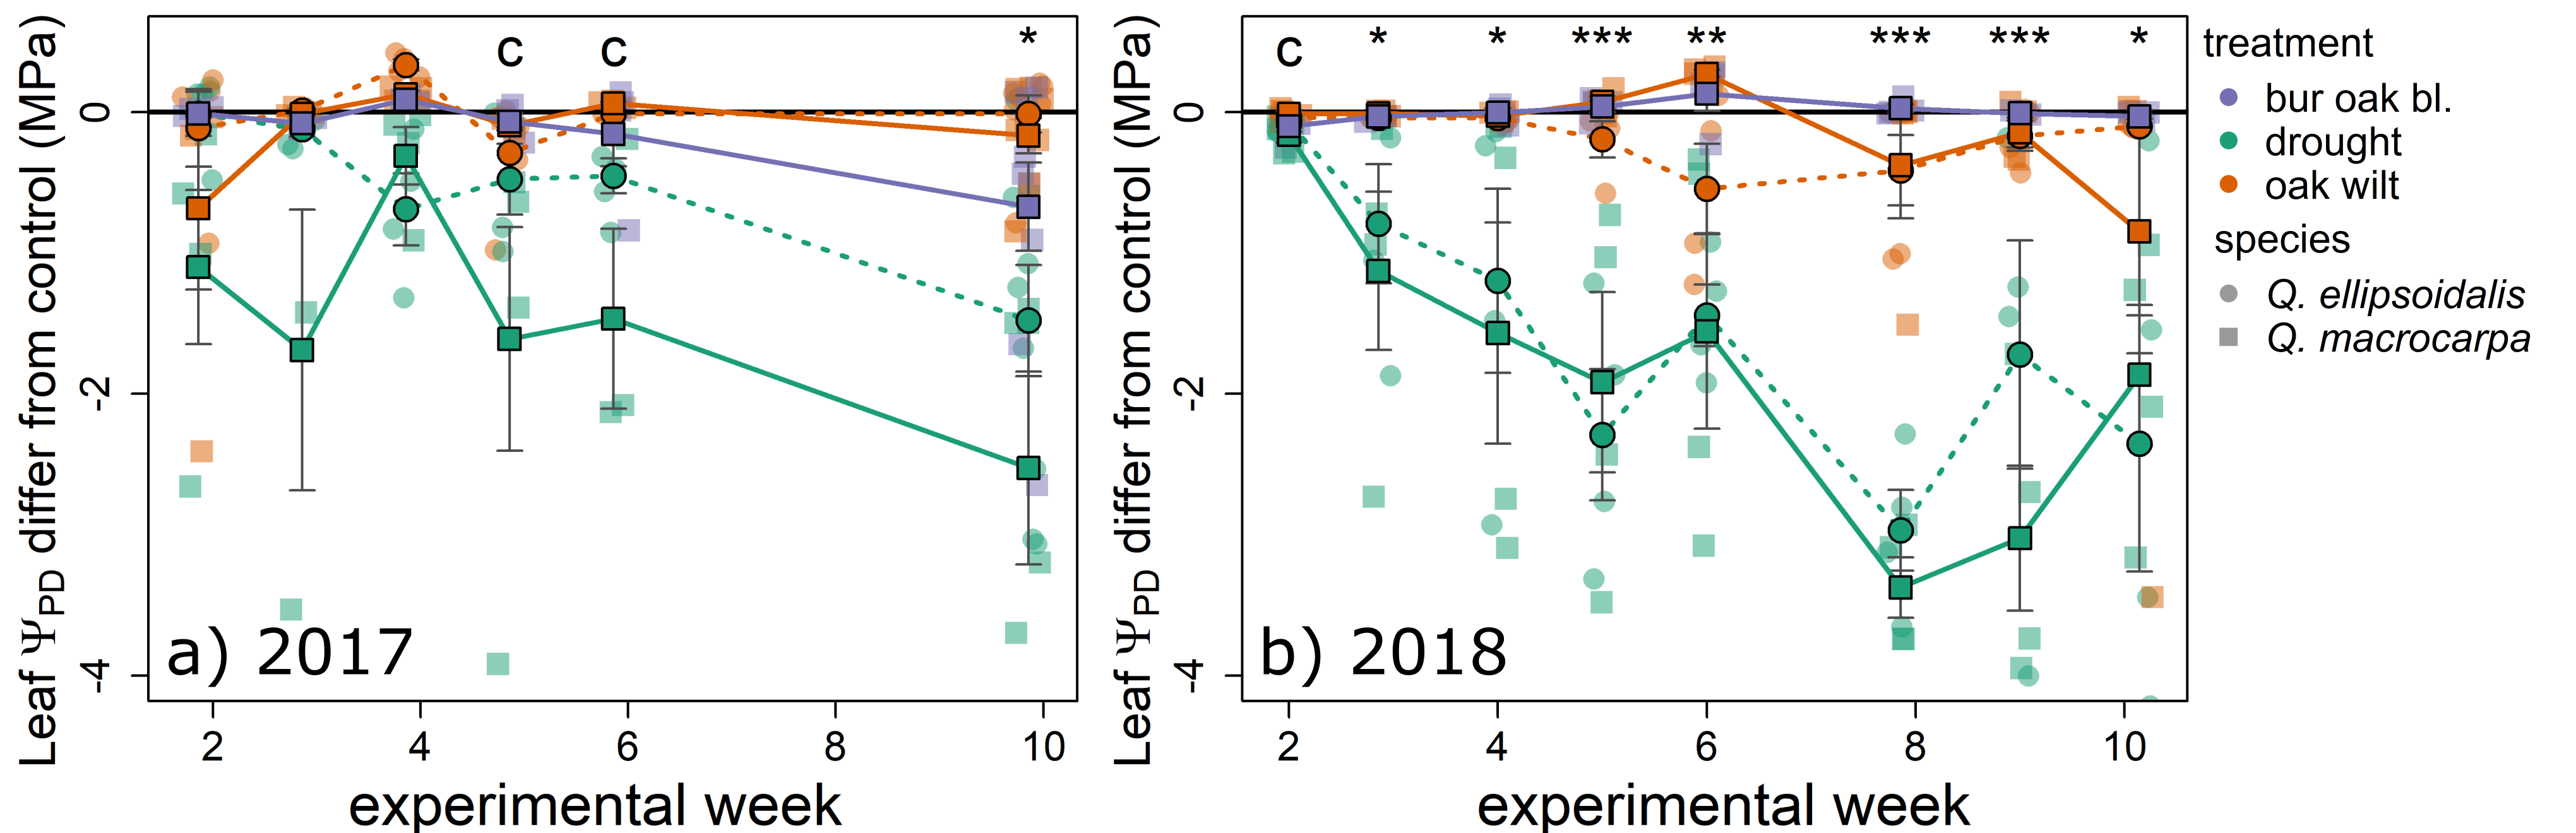 Leaf ΨPD differ from control (MPa)
0
-2
-4
C
C
*
a) 2017
2
4
6
8
10
experimental week
Leaf ΨPD differ from control (MPa)
0
-2
-4
C
*
*
***
**
***
***
*
b) 2018
2
4
6
8
10
experimental week
treatment
bur oak bl.
drought
oak wilt
species
Q. ellipsoidalis
Q. macrocarpa